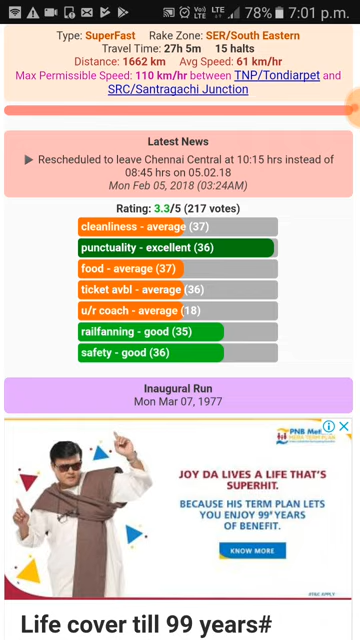 78% 7:01 p.m.
Type: SuperFast Rake Zone: SER/South Eastern
Travel Time: 27h 5m 15 halts
Distance: 1662 km Avg Speed: 61 km/hr
Max Permissible Speed: 110 km/hr between TNP/Tondiarpet and
SRC/Santragachi Junction
Latest News
Rescheduled to leave Chennai Central at 10:15 hrs instead of
08:45 hrs on 05.02.18
Mon Feb 05, 2018 (03:24AM)
Rating: 3.3/5 (217 votes)
cleanliness - average (37)
punctuality - excellent (36)
food - average (37)
ticket avbl - average (36)
u/r coach - average (18)
railfanning - good (35)
safety - good (36)
Inaugural Run
Mon Mar 07, 1977
PNB Met
MERA TERM PLAN
JOY DA LIVES A LIFE THAT'S
SUPERHIT.
BECAUSE HIS TERM PLAN LETS
YOU ENJOY 99# YEARS
OF BENEFIT.
KNOW MORE
#T&C APPLY
Life cover till 99 years#